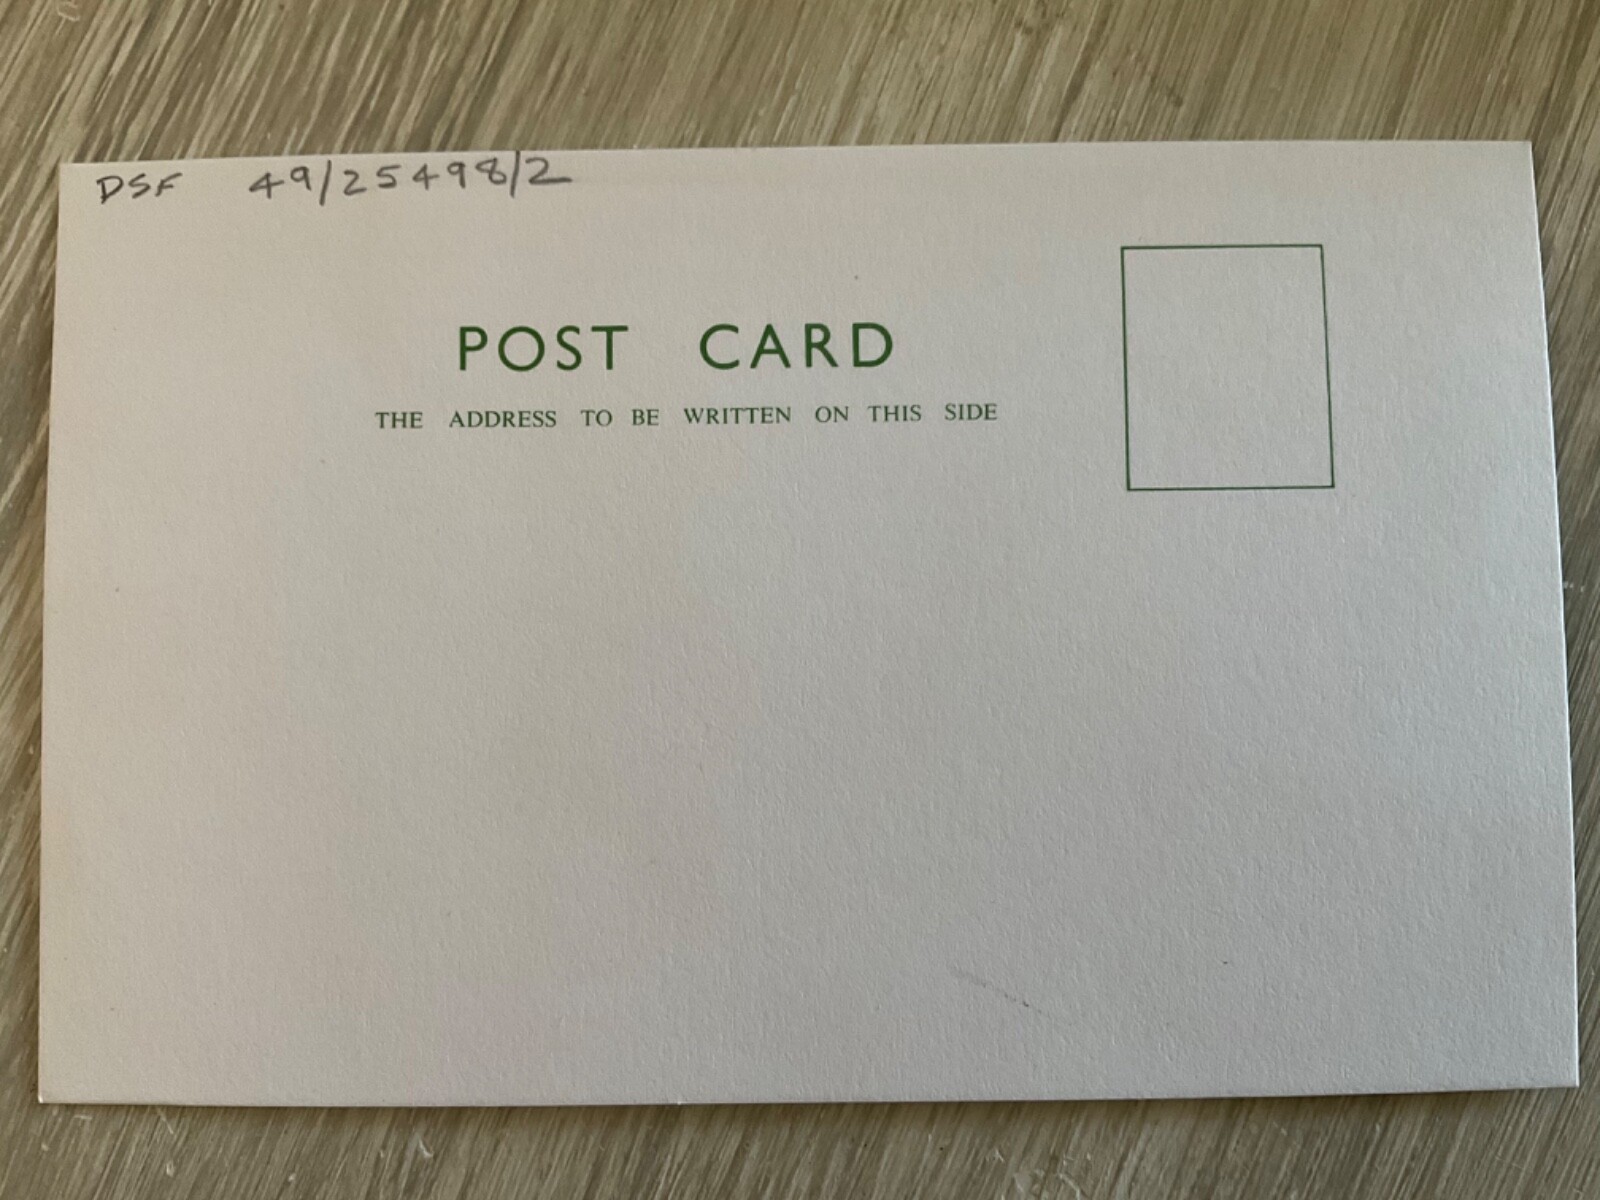 DSF 49/25498/2
POST CARD
THE ADDRESS TO BE WRITTEN ON THIS SIDE